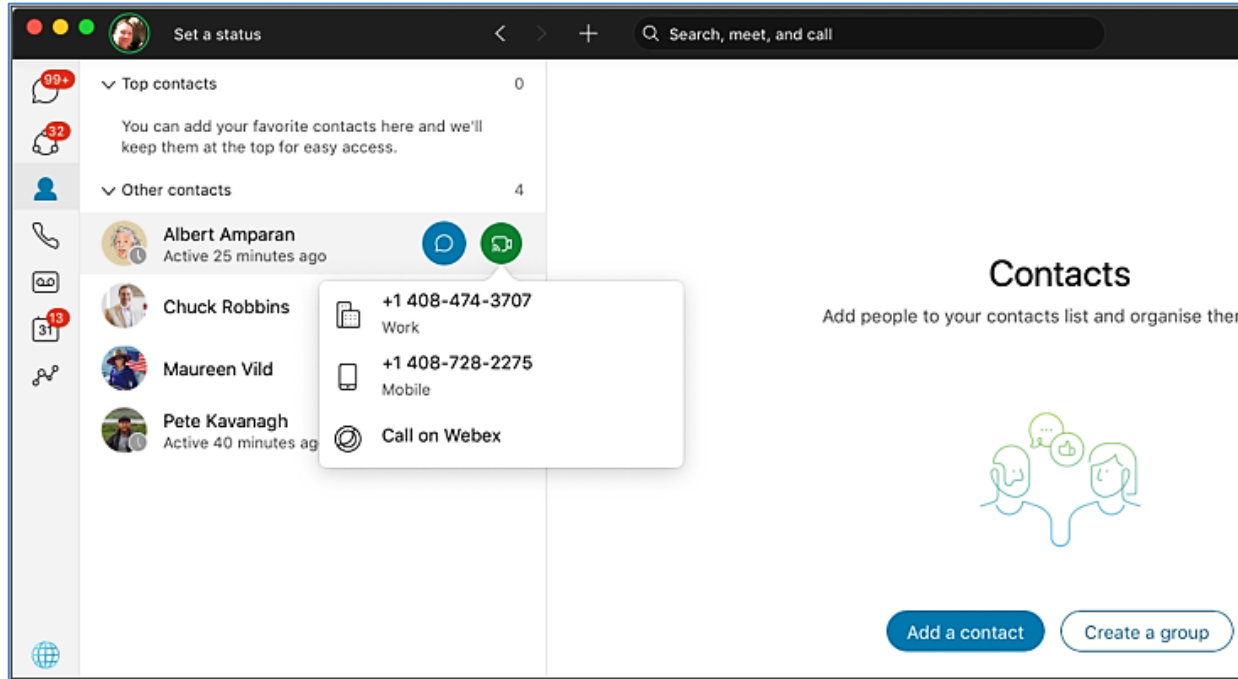 Set a status
Search, meet, and call
99+
32
13
31
Top contacts 0
You can add your favorite contacts here and we'll
keep them at the top for easy access.
Other contacts 4
Albert Amparan
Active 25 minutes ago
+1 408-474-3707
Work
+1 408-728-2275
Mobile
Call on Webex
Chuck Robbins
Maureen Vild
Pete Kavanagh
Active 40 minutes ag
Contacts
Add people to your contacts list and organise ther
Add a contact
Create a group